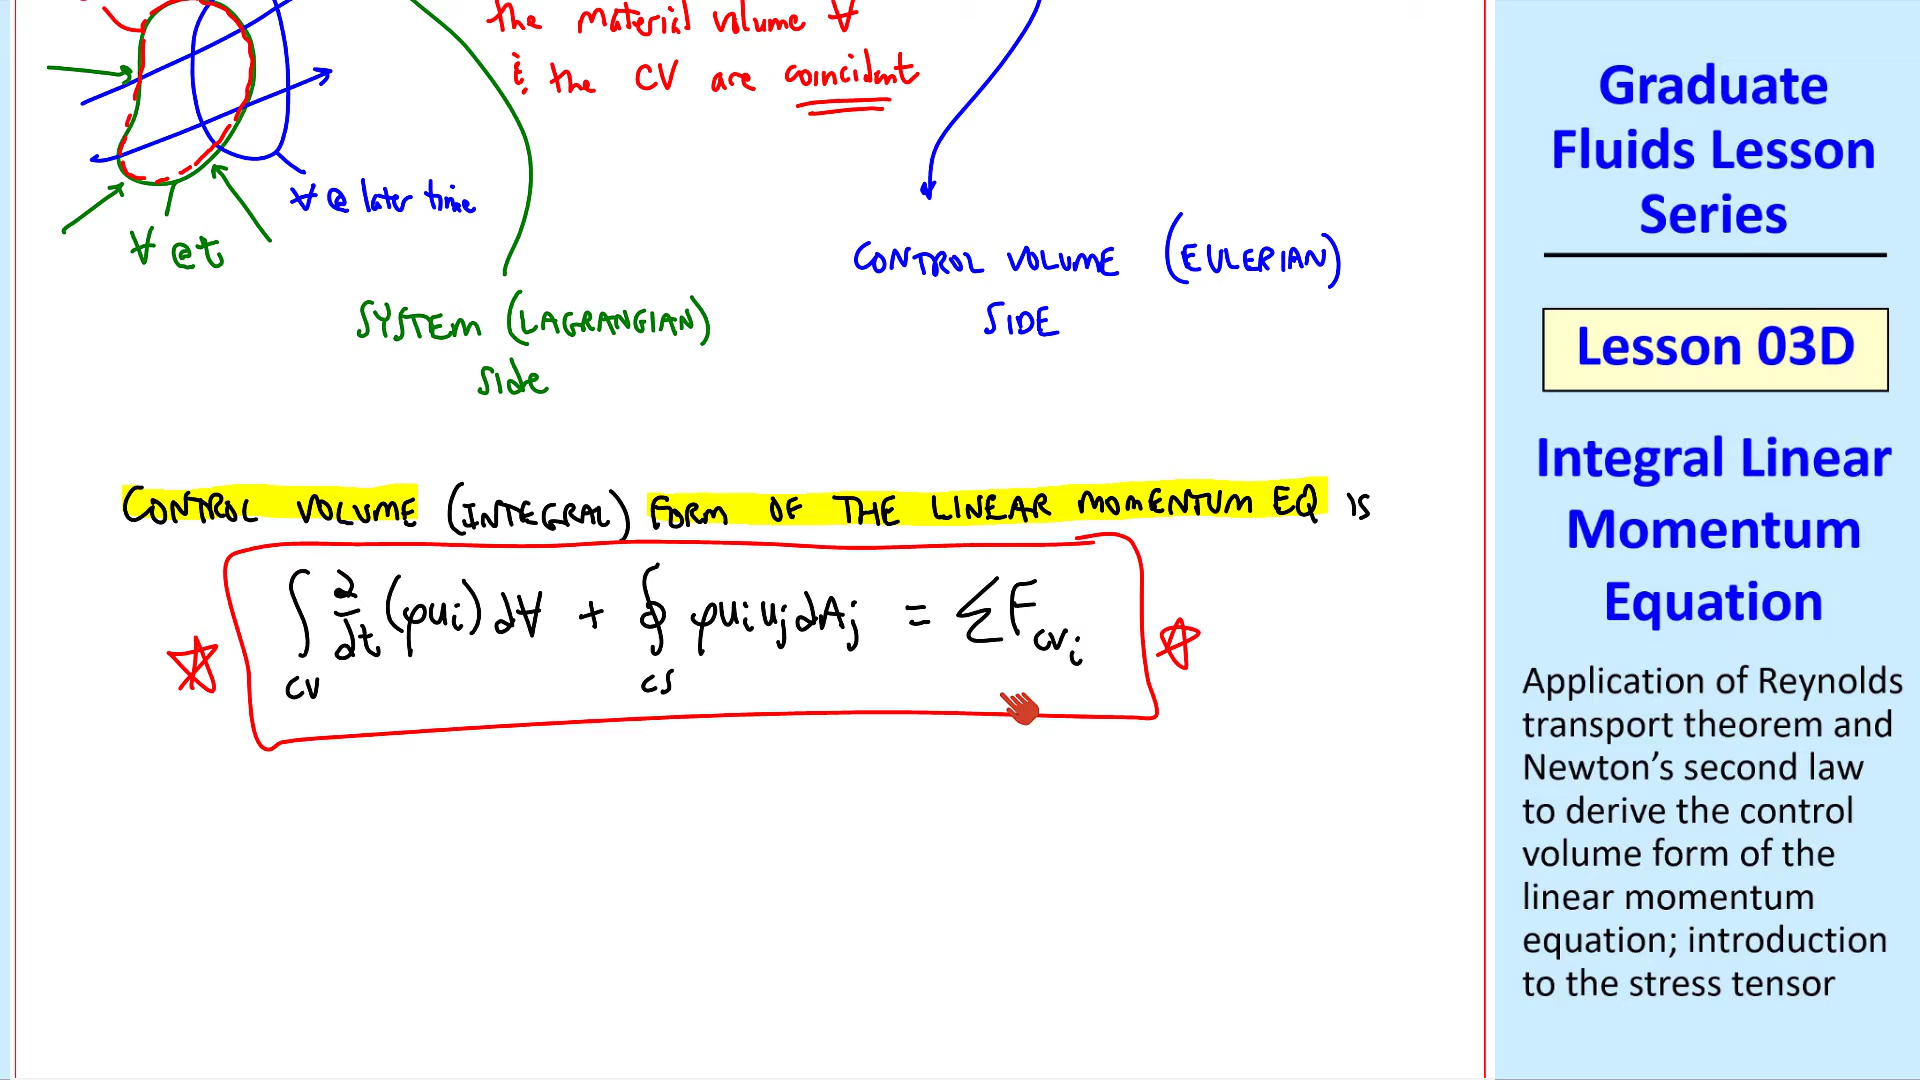 the material volume ∀
& the CV are coincident
∀ @ later time
∀ @ t
CONTROL VOLUME (EULERIAN)
SIDE
SYSTEM (LAGRANGIAN)
Side
CONTROL VOLUME (INTEGRAL) FORM OF THE LINEAR MOMENTUM EQ IS
∫ ∂/∂t (ρuᵢ) d∀ + ∮ ρuᵢuⱼdAⱼ = ΣF_CVᵢ
CV CS
Graduate
Fluids Lesson
Series
Lesson 03D
Integral Linear
Momentum
Equation
Application of Reynolds
transport theorem and
Newton’s second law
to derive the control
volume form of the
linear momentum
equation; introduction
to the stress tensor